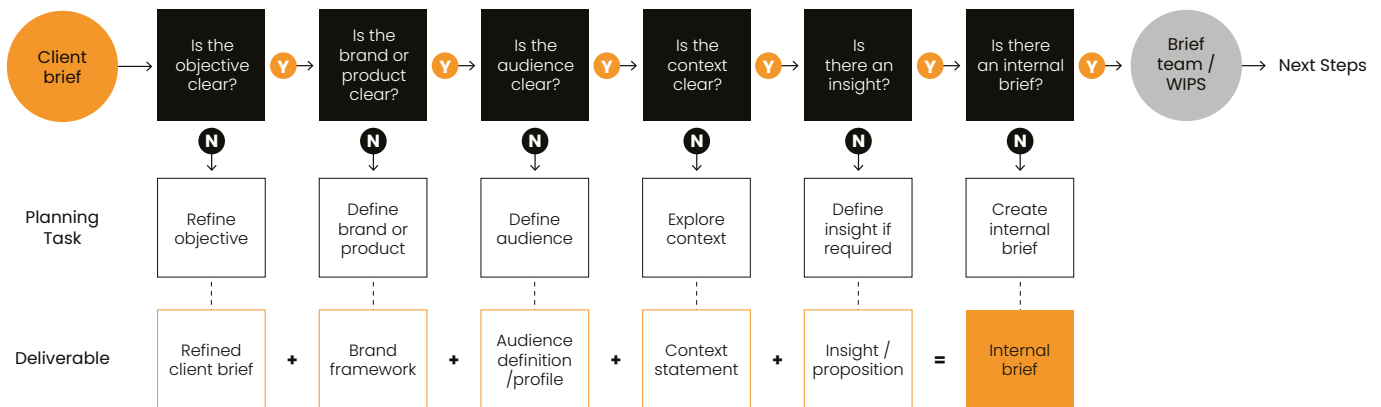 Client
brief
Is the
objective
clear?
Y
Is the
brand or
product
clear?
Y
Is the
audience
clear?
Y
Is the
context
clear?
Y
Is
there an
insight?
Y
Is there
an internal
brief?
Y
Brief
team /
WIPS
Next Steps
N
N
N
N
N
N
Planning
Task
Refine
objective
Define
brand or
product
Define
audience
Explore
context
Define
insight if
required
Create
internal
brief
Deliverable
Refined
client brief
+
Brand
framework
+
Audience
definition
/profile
+
Context
statement
+
Insight /
proposition
=
Internal
brief